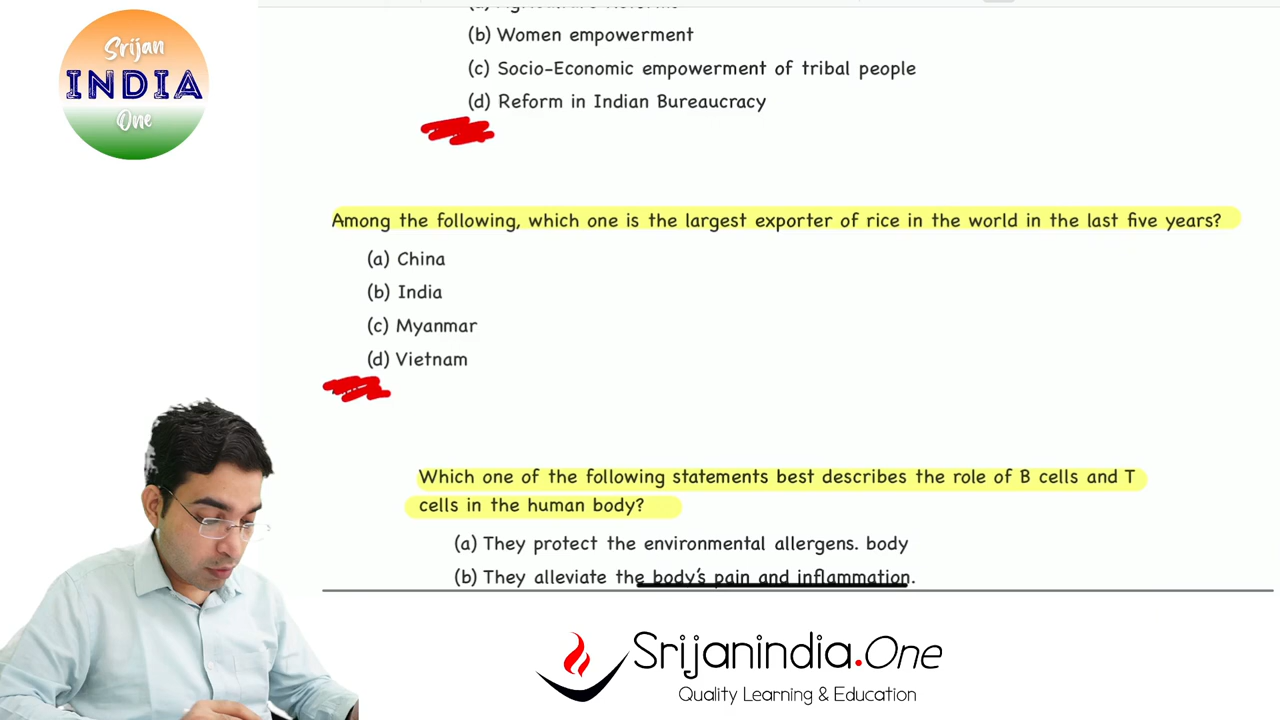 Srijan
INDIA
One
(b) Women empowerment
(c) Socio-Economic empowerment of tribal people
(d) Reform in Indian Bureaucracy
Among the following, which one is the largest exporter of rice in the world in the last five years?
(a) China
(b) India
(c) Myanmar
(d) Vietnam
Which one of the following statements best describes the role of B cells and T
cells in the human body?
(a) They protect the environmental allergens. body
(b) They alleviate the body's pain and inflammation.
Srijanindia.One
Quality Learning & Education